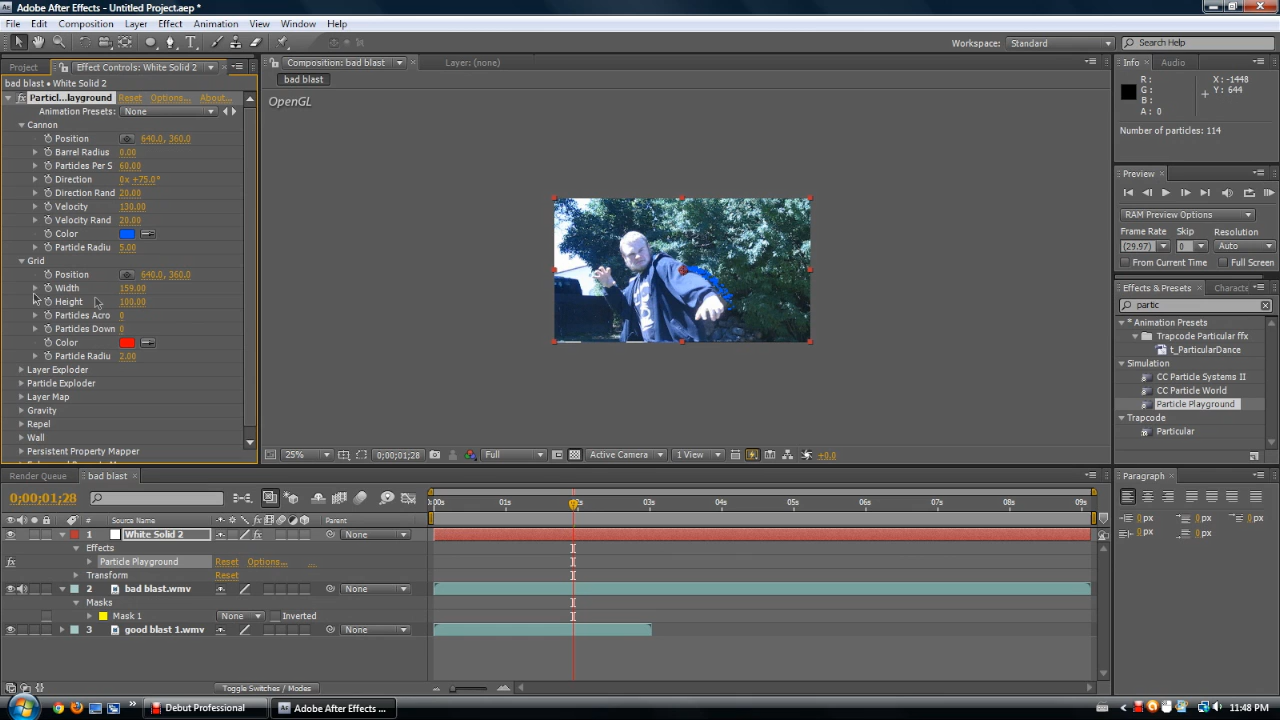 Adobe After Effects - Untitled Project.aep *
File Edit Composition Layer Effect Animation View Window Help
Workspace: Standard Search Help
Project Effect Controls: White Solid 2
bad blast • White Solid 2
Particl...layground Reset Options... About...
Animation Presets: None
Cannon
Position 640.0, 360.0
Barrel Radius 0.00
Particles Per S 60.00
Direction 0x +75.0°
Direction Rand 20.00
Velocity 130.00
Velocity Rand 20.00
Color
Particle Radiu 5.00
Grid
Position 640.0, 360.0
Width 159.00
Height 100.00
Particles Acro 0
Particles Down 0
Color
Particle Radiu 2.00
Layer Exploder
Particle Exploder
Layer Map
Gravity
Repel
Wall
Persistent Property Mapper
Composition: bad blast Layer: (none)
bad blast
OpenGL
25% 0;00;01;28 Full Active Camera 1 View +0.0
Info Audio
R: X: -1448
G: Y: 644
B:
A: 0
Number of particles: 114
Preview
RAM Preview Options
Frame Rate Skip Resolution
(29.97) 0 Auto
From Current Time Full Screen
Effects & Presets Characte
partic
* Animation Presets
Trapcode Particular ffx
t_ParticularDance
Simulation
CC Particle Systems II
CC Particle World
Particle Playground
Trapcode
Particular
Paragraph
0 px 0 px 0 px
0 px 0 px
Render Queue bad blast
0;00;01;28
# Source Name Parent
:00s 01s 02s 03s 04s 05s 06s 07s 08s 09s
1 White Solid 2 None
Effects
Particle Playground Reset Options... ...
Transform Reset
2 bad blast.wmv None
Masks
Mask 1 None Inverted
3 good blast 1.wmv None
Toggle Switches / Modes
Debut Professional Adobe After Effects ... 11:48 PM